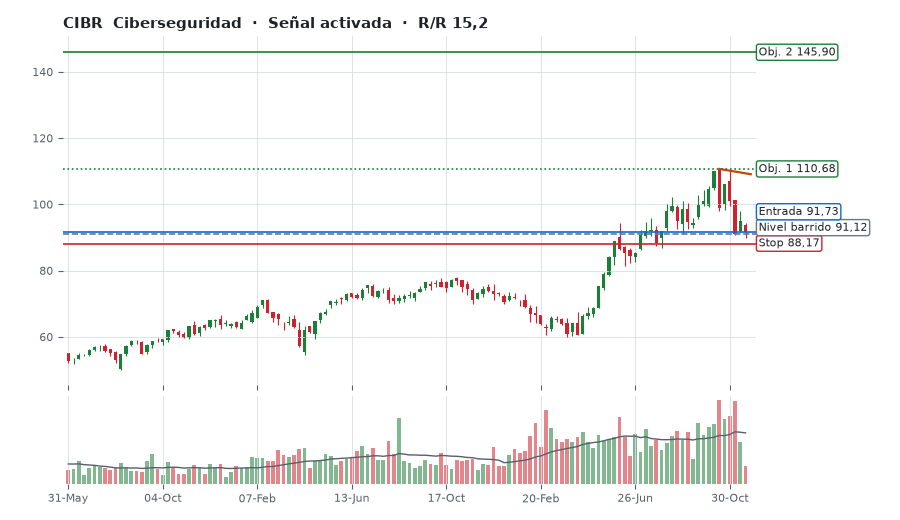 CIBR Ciberseguridad · Señal activada · R/R 15,2
Obj. 2 145,90
140
120
Obj. 1 110,68
100
Entrada 91,73
Nivel barrido 91,12
Stop 88,17
80
60
31-May 04-Oct 07-Feb 13-Jun 17-Oct 20-Feb 26-Jun 30-Oct